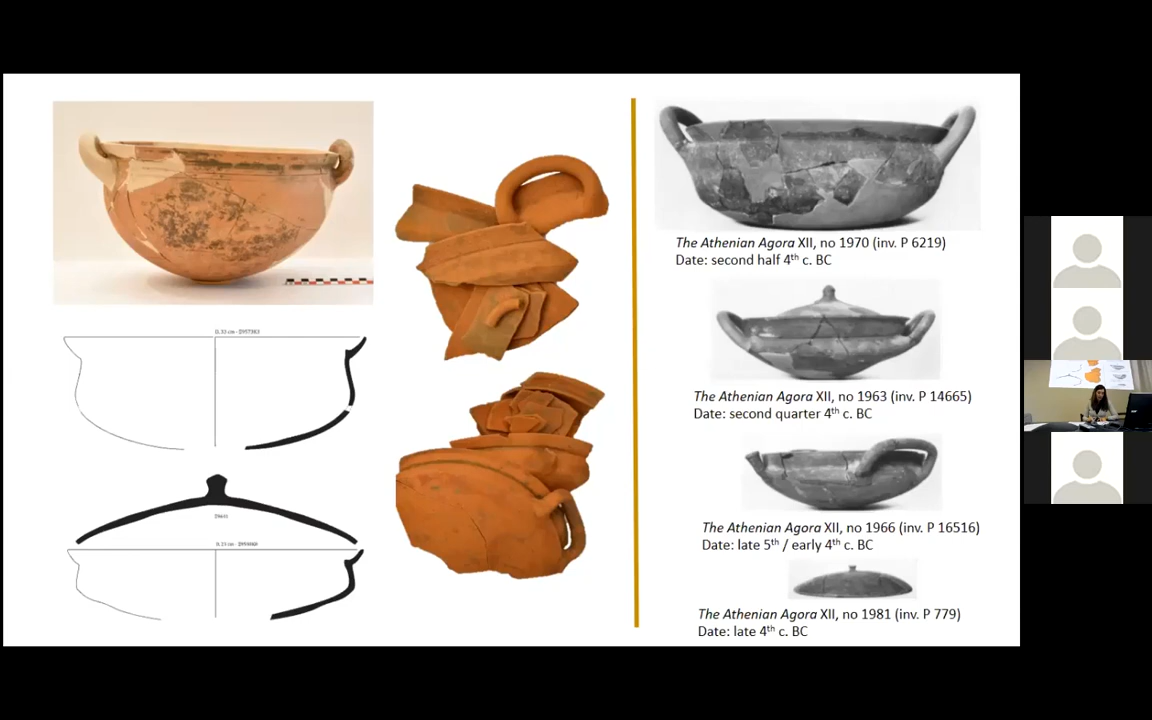 The Athenian Agora XII, no 1970 (inv. P 6219)
Date: second half 4th c. BC
The Athenian Agora XII, no 1963 (inv. P 14665)
Date: second quarter 4th c. BC
The Athenian Agora XII, no 1966 (inv. P 16516)
Date: late 5th / early 4th c. BC
The Athenian Agora XII, no 1981 (inv. P 779)
Date: late 4th c. BC